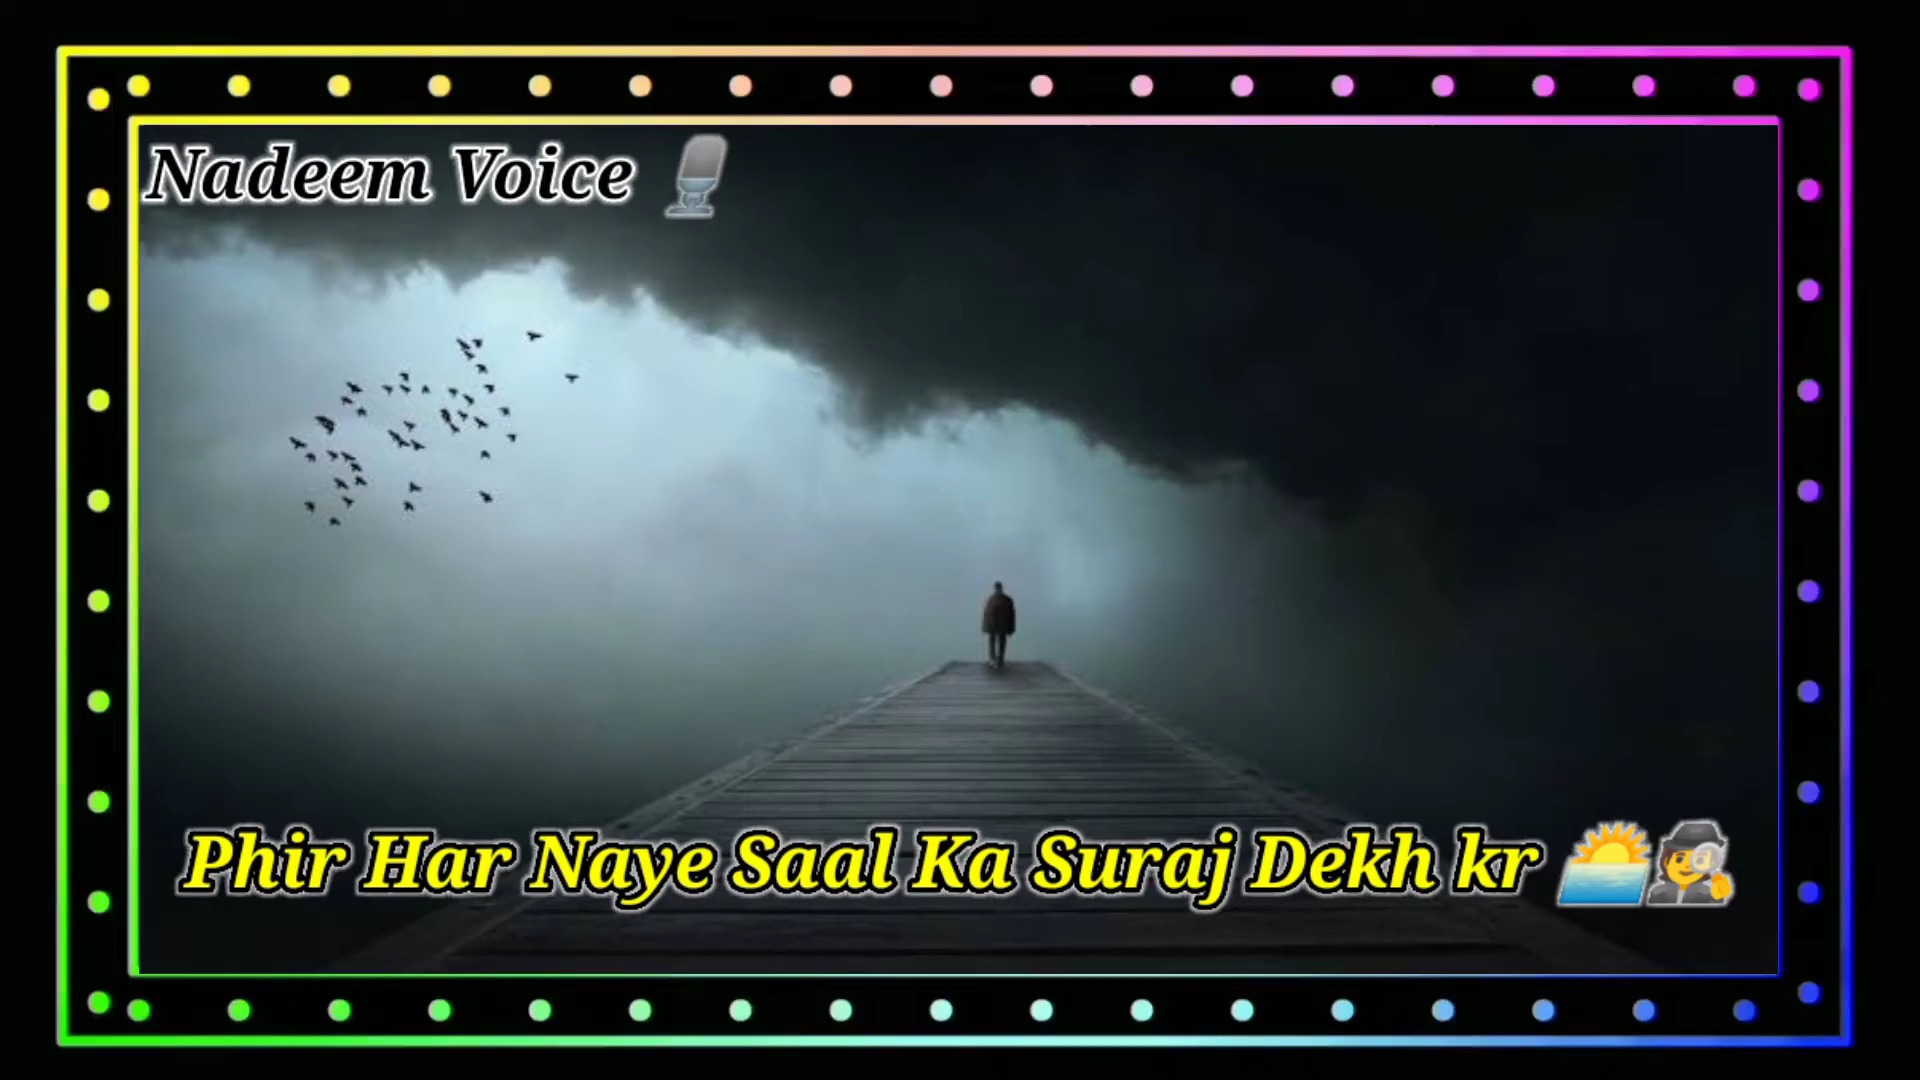 Nadeem Voice 🎙️
Phir Har Naye Saal Ka Suraj Dekh kr 🌅🕵️